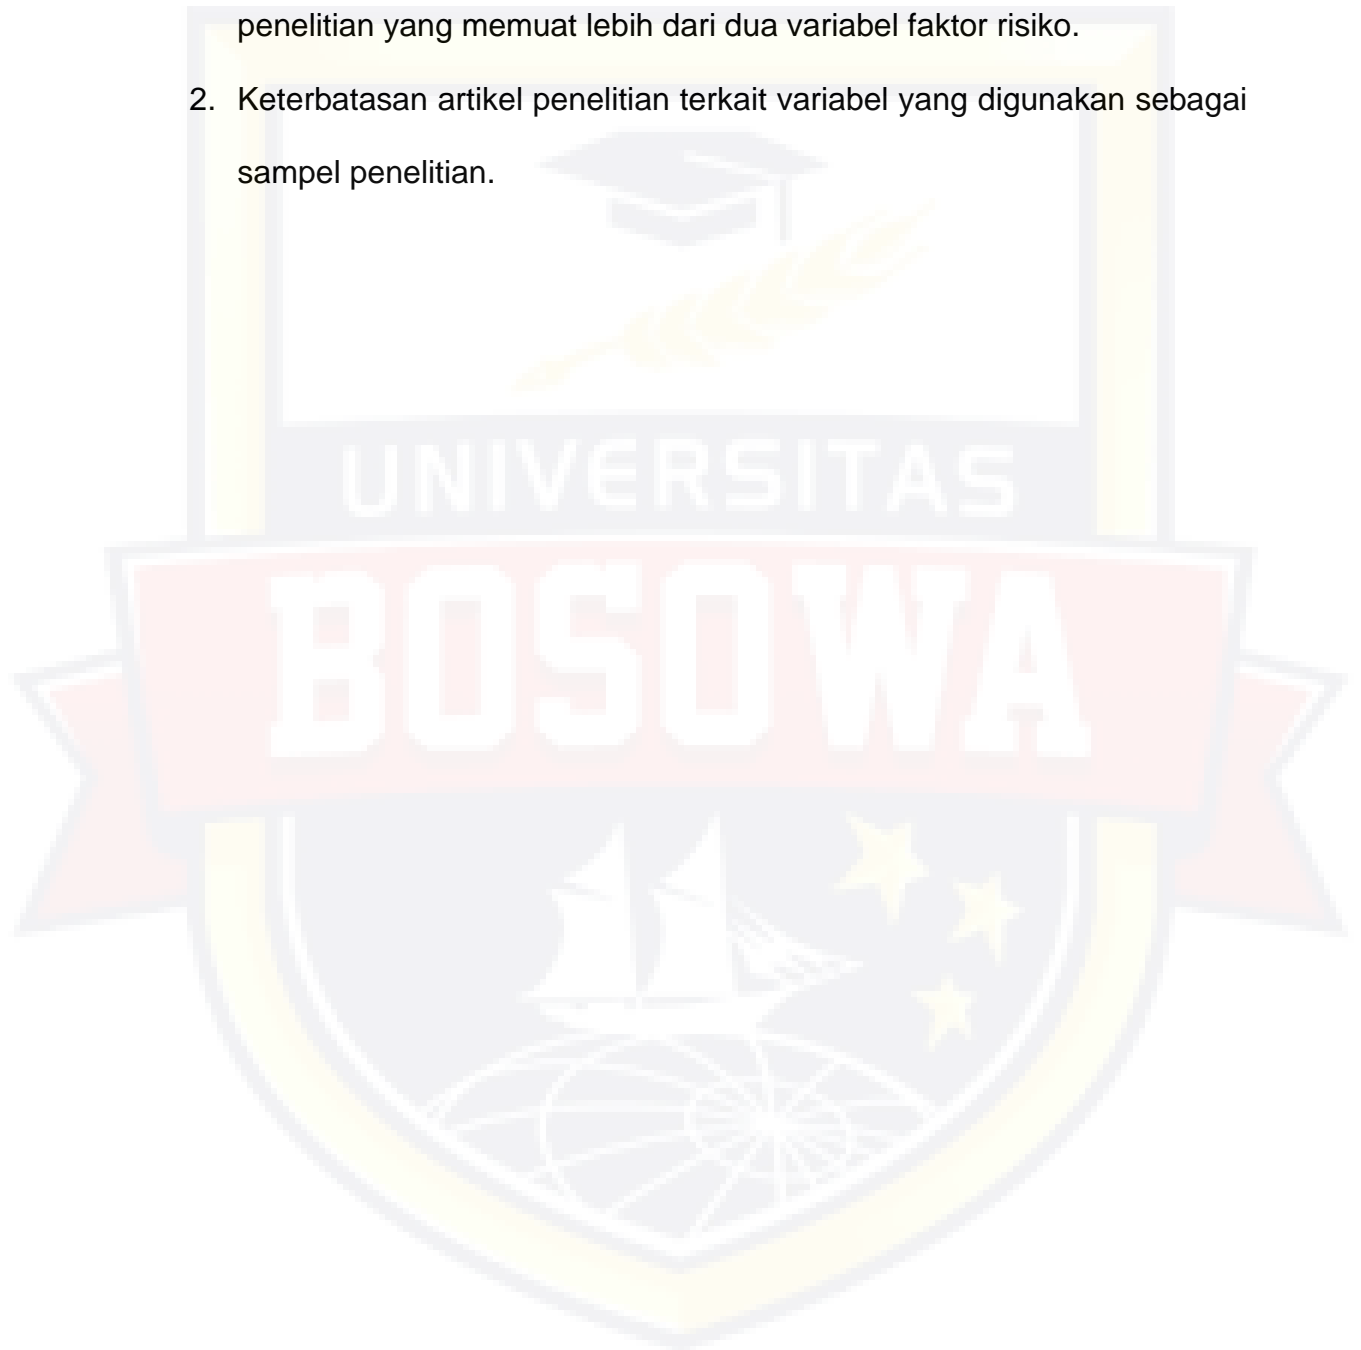 penelitian yang memuat lebih dari dua variabel faktor risiko.
2. Keterbatasan artikel penelitian terkait variabel yang digunakan sebagai
sampel penelitian.
UNIVERSITAS
BOSOWA